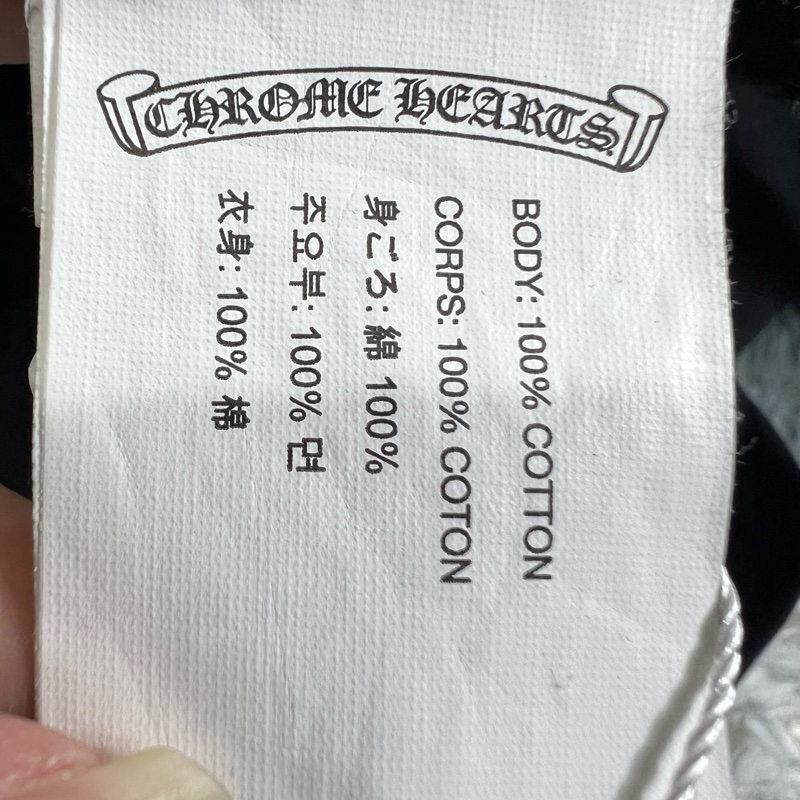 CHROME HEARTS
BODY: 100% COTTON
CORPS: 100% COTON
身ごろ: 綿 100%
주요부: 100% 면
衣身: 100% 棉